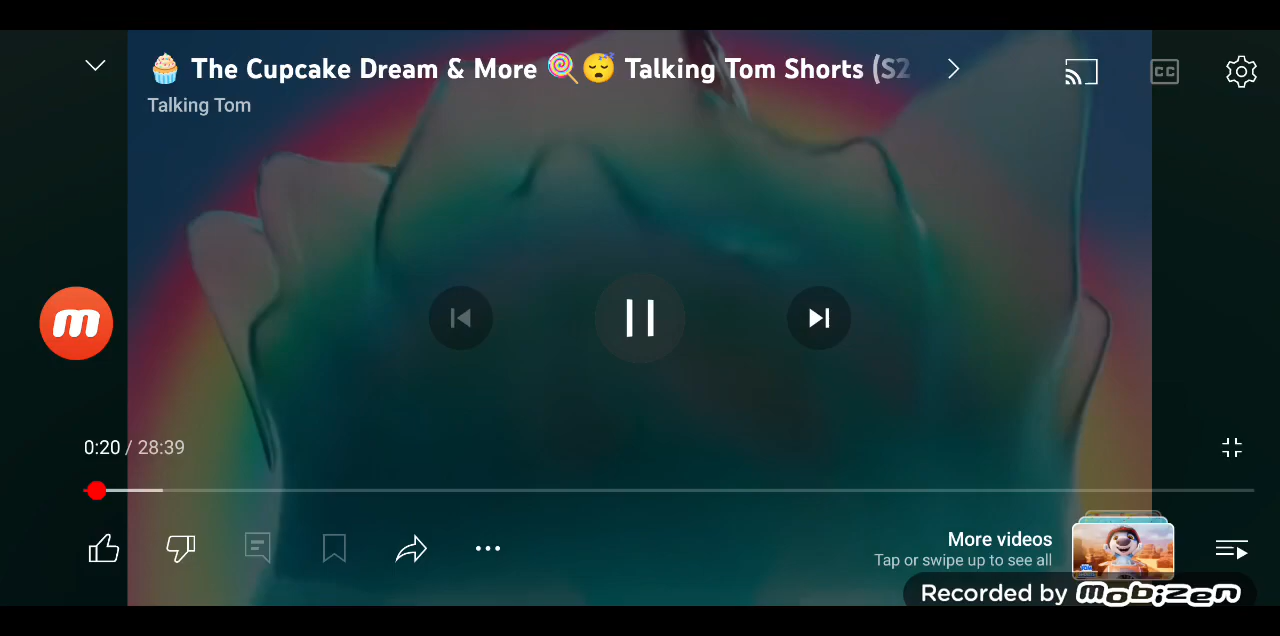 🧁 The Cupcake Dream & More 🍭😴 Talking Tom Shorts (S2
Talking Tom
CC
m
0:20 / 28:39
More videos
Tap or swipe up to see all
Recorded by mobizen